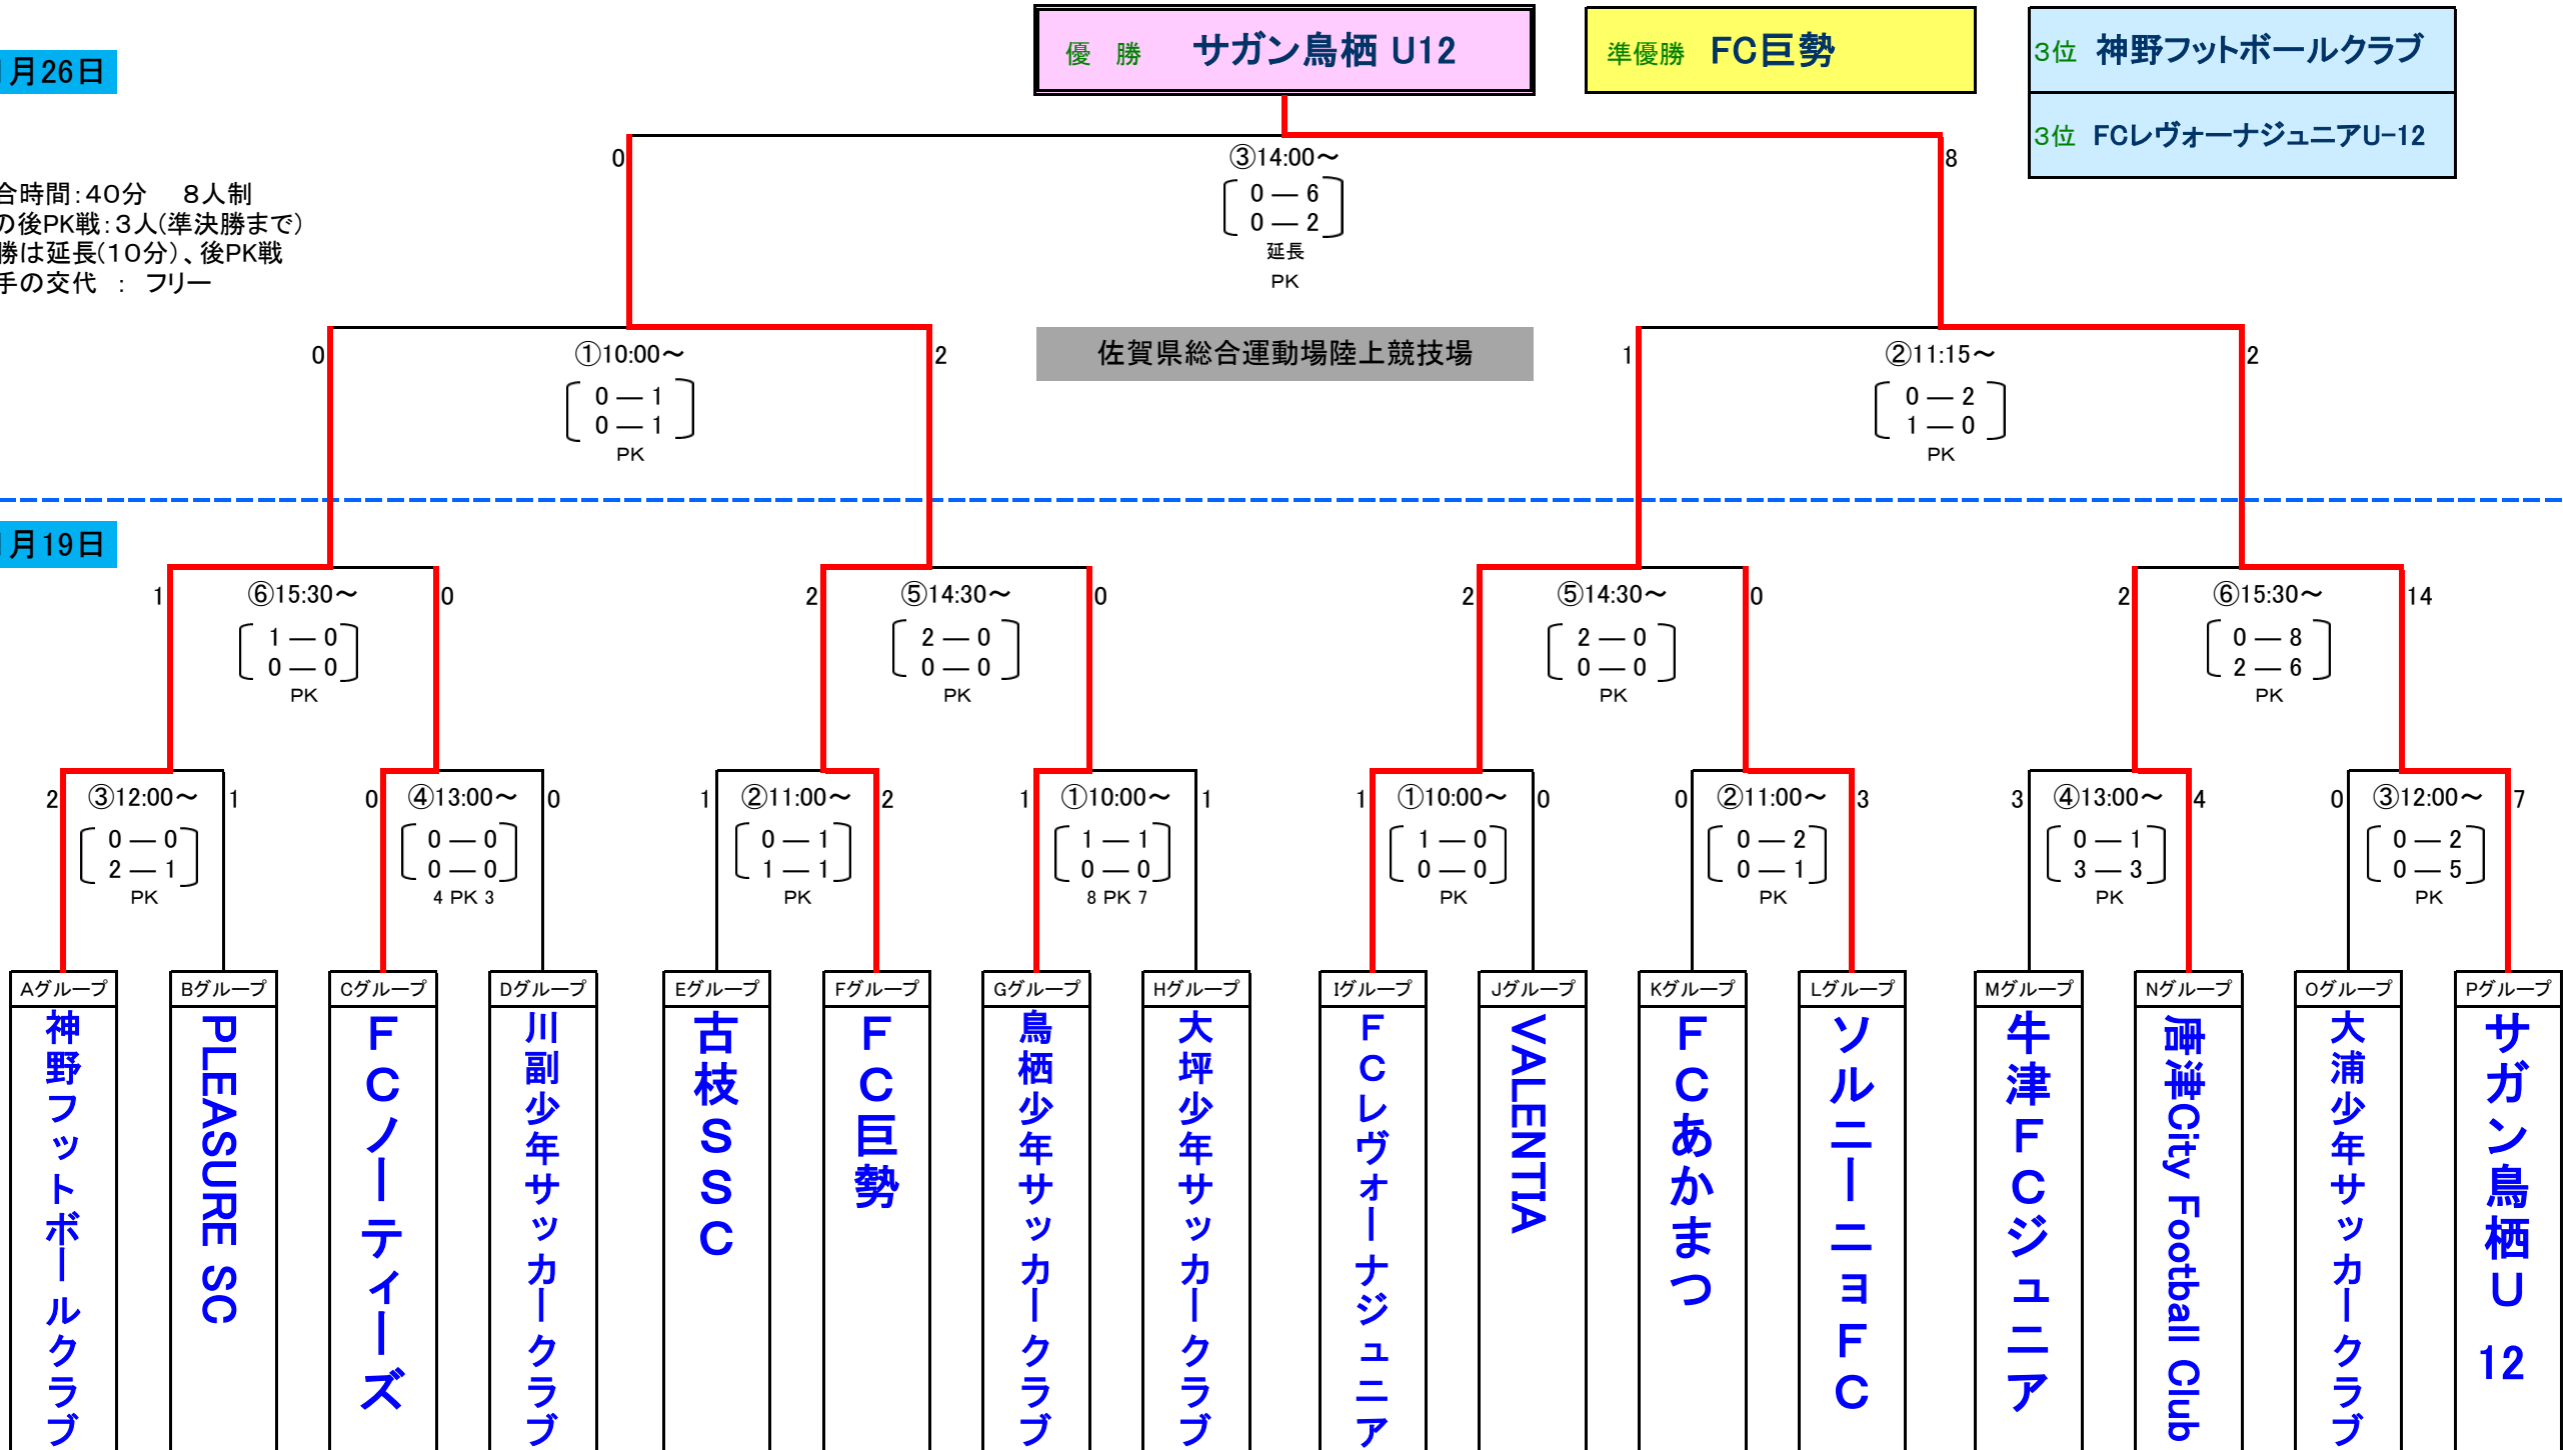 優 勝 サガン鳥栖 U12
準優勝 FC巨勢
3位 神野フットボールクラブ
3位 FCレヴォーナジュニアU-12
月26日
合時間：40分 8人制
の後PK戦：3人(準決勝まで)
勝は延長(10分)、後PK戦
手の交代 ： フリー
0 ③14:00～ 8
0 ― 6
0 ― 2
延長
PK
佐賀県総合運動場陸上競技場
0 ①10:00～ 2
0 ― 1
0 ― 1
PK
1 ②11:15～ 2
0 ― 2
1 ― 0
PK
月19日
1 ⑥15:30～ 0
1 ― 0
0 ― 0
PK
2 ⑤14:30～ 0
2 ― 0
0 ― 0
PK
2 ⑤14:30～ 0
2 ― 0
0 ― 0
PK
2 ⑥15:30～ 14
0 ― 8
2 ― 6
PK
2 ③12:00～ 1
0 ― 0
2 ― 1
PK
0 ④13:00～ 0
0 ― 0
0 ― 0
4 PK 3
1 ②11:00～ 2
0 ― 1
1 ― 1
PK
1 ①10:00～ 1
1 ― 1
0 ― 0
8 PK 7
1 ①10:00～ 0
1 ― 0
0 ― 0
PK
0 ②11:00～ 3
0 ― 2
0 ― 1
PK
3 ④13:00～ 4
0 ― 1
3 ― 3
PK
0 ③12:00～ 7
0 ― 2
0 ― 5
PK
Aグループ
神野フットボールクラブ
Bグループ
PLEASURE SC
Cグループ
FCノーティーズ
Dグループ
川副少年サッカークラブ
Eグループ
古枝SSC
Fグループ
FC巨勢
Gグループ
鳥栖少年サッカークラブ
Hグループ
大坪少年サッカークラブ
Iグループ
FCレヴォーナジュニア
Jグループ
VALENTIA
Kグループ
FCあかまつ
Lグループ
ソルニーニョFC
Mグループ
牛津FCジュニア
Nグループ
唐津City Football Club
Oグループ
大浦少年サッカークラブ
Pグループ
サガン鳥栖U 12